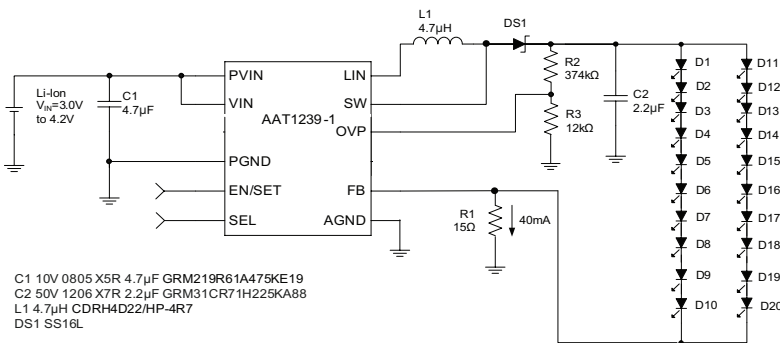 L1
4.7µH
DS1
Li-Ion
VIN=3.0V
to 4.2V
C1
4.7µF
PVIN
VIN
PGND
EN/SET
SEL
AAT1239-1
LIN
SW
OVP
FB
AGND
R2
374kΩ
R3
12kΩ
C2
2.2µF
R1
15Ω
40mA
D1
D2
D3
D4
D5
D6
D7
D8
D9
D10
D11
D12
D13
D14
D15
D16
D17
D18
D19
D20
C1 10V 0805 X5R 4.7µF GRM219R61A475KE19
C2 50V 1206 X7R 2.2µF GRM31CR71H225KA88
L1 4.7µH CDRH4D22/HP-4R7
DS1 SS16L